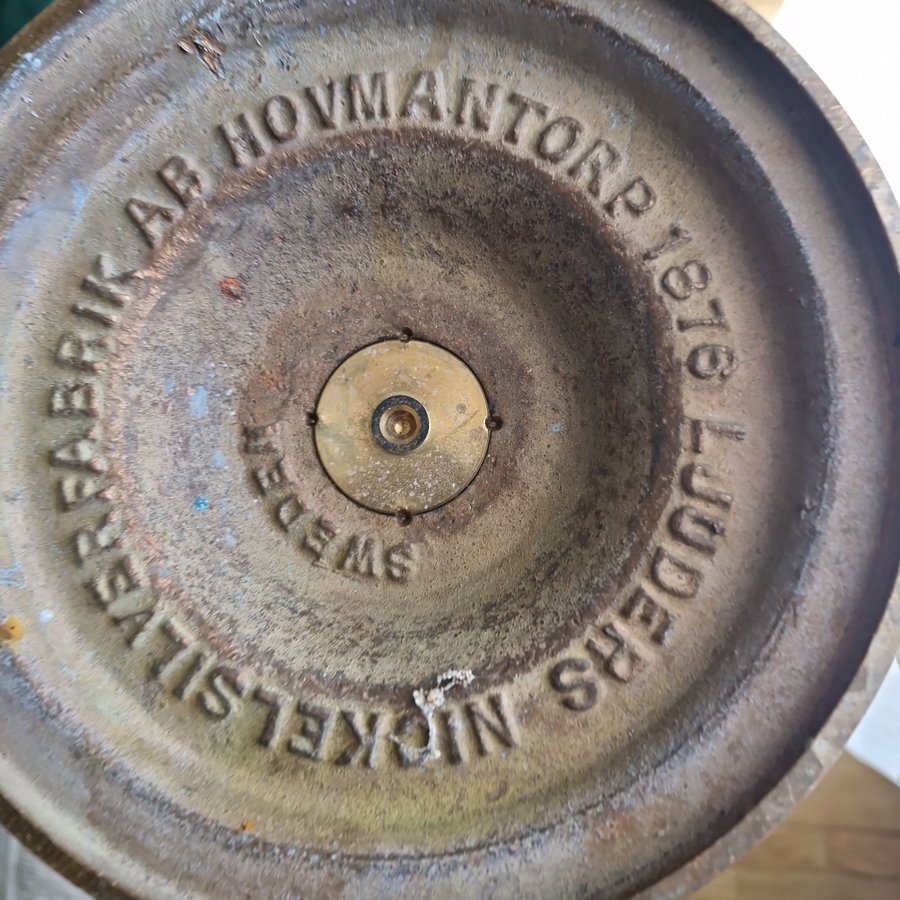 LJUDERS NICKELSILVERFABRIK AB HOVMANTORP 1876
SWEDEN